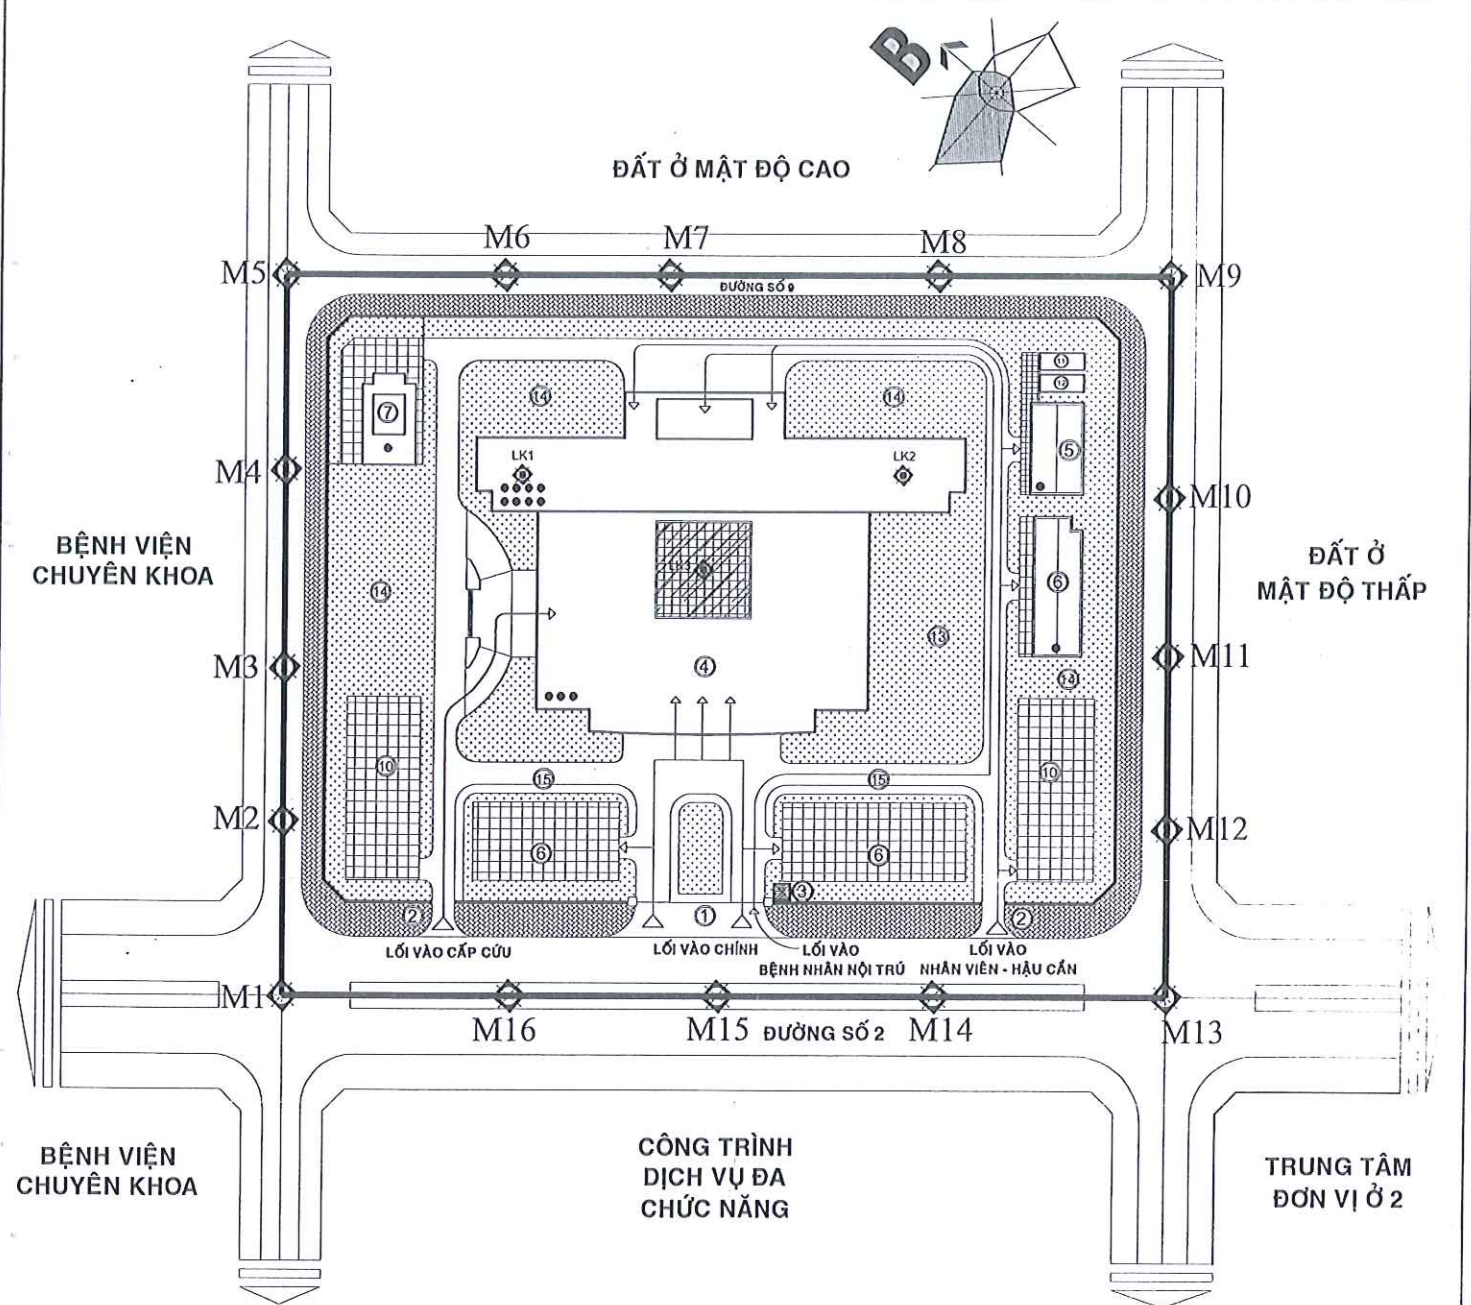 B
ĐẤT Ở MẬT ĐỘ CAO
M6
M7
M8
M5
M9
ĐƯỜNG SỐ 9
11
12
7
14
14
5
LK1
LK2
M4
M10
BỆNH VIỆN
CHUYÊN KHOA
ĐẤT Ở
MẬT ĐỘ THẤP
LK3
6
14
13
4
M3
M11
14
10
15
15
10
M2
M12
6
6
3
2
1
2
LỐI VÀO CẤP CỨU
LỐI VÀO CHÍNH
LỐI VÀO
BỆNH NHÂN NỘI TRÚ
LỐI VÀO
NHÂN VIÊN - HẬU CẦN
M1
M16
M15
ĐƯỜNG SỐ 2
M14
M13
BỆNH VIỆN
CHUYÊN KHOA
CÔNG TRÌNH
DỊCH VỤ ĐA
CHỨC NĂNG
TRUNG TÂM
ĐƠN VỊ Ở 2